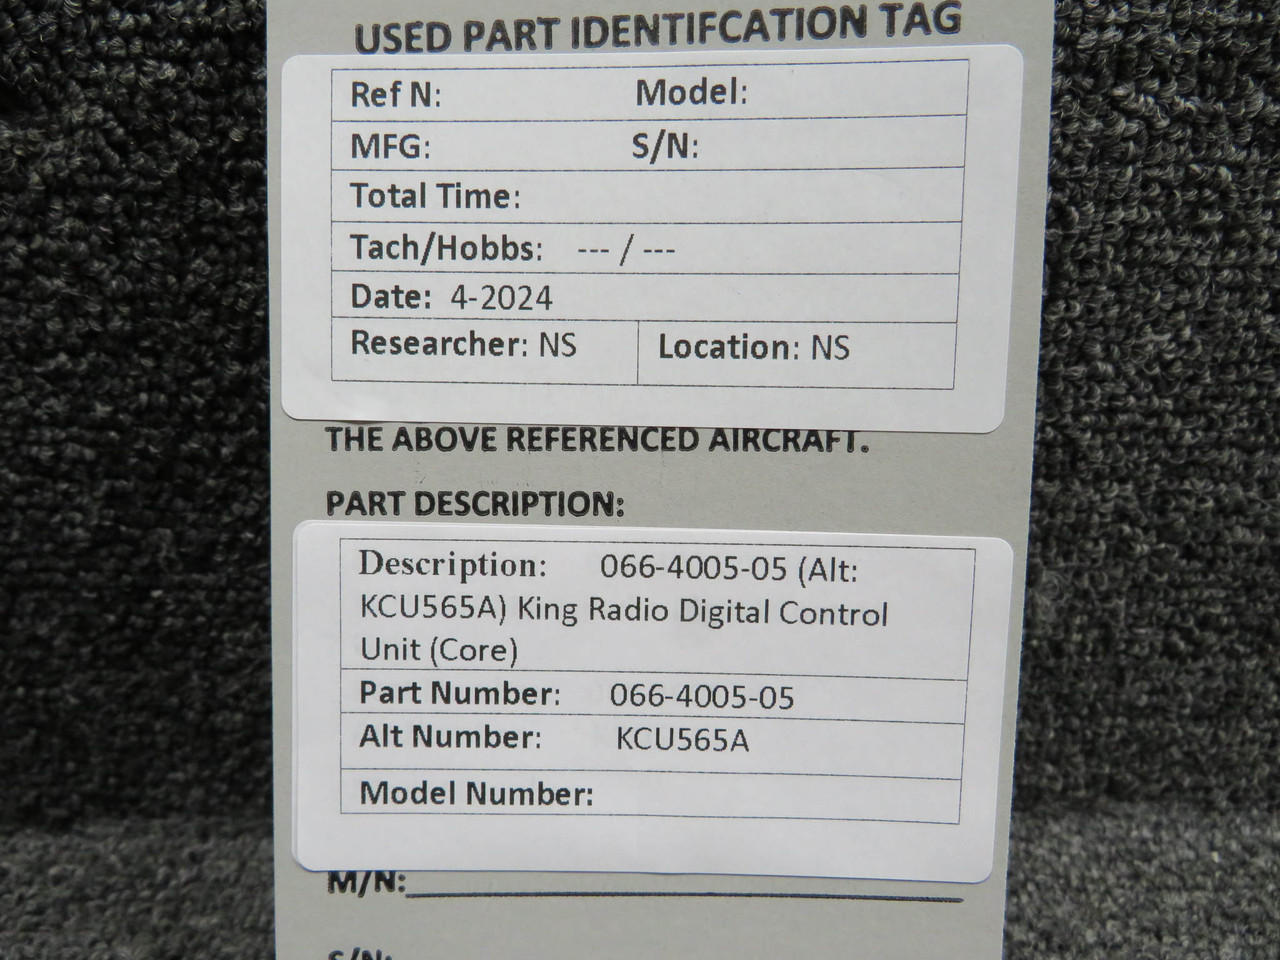 USED PART IDENTIFCATION TAG
Ref N: Model:
MFG: S/N:
Total Time:
Tach/Hobbs: --- / ---
Date: 4-2024
Researcher: NS Location: NS
THE ABOVE REFERENCED AIRCRAFT.
PART DESCRIPTION:
Description: 066-4005-05 (Alt:
KCU565A) King Radio Digital Control
Unit (Core)
Part Number: 066-4005-05
Alt Number: KCU565A
Model Number:
M/N:
S/N: